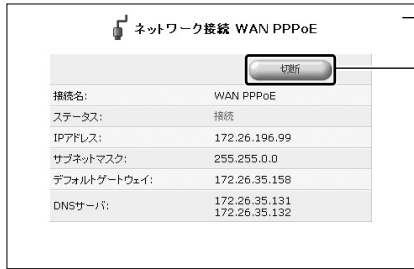 ネットワーク接続 WAN PPPoE
切断
接続名: WAN PPPoE
ステータス: 接続
IPアドレス: 172.26.196.99
サブネットマスク: 255.255.0.0
デフォルトゲートウェイ: 172.26.35.158
DNSサーバ: 172.26.35.131
172.26.35.132